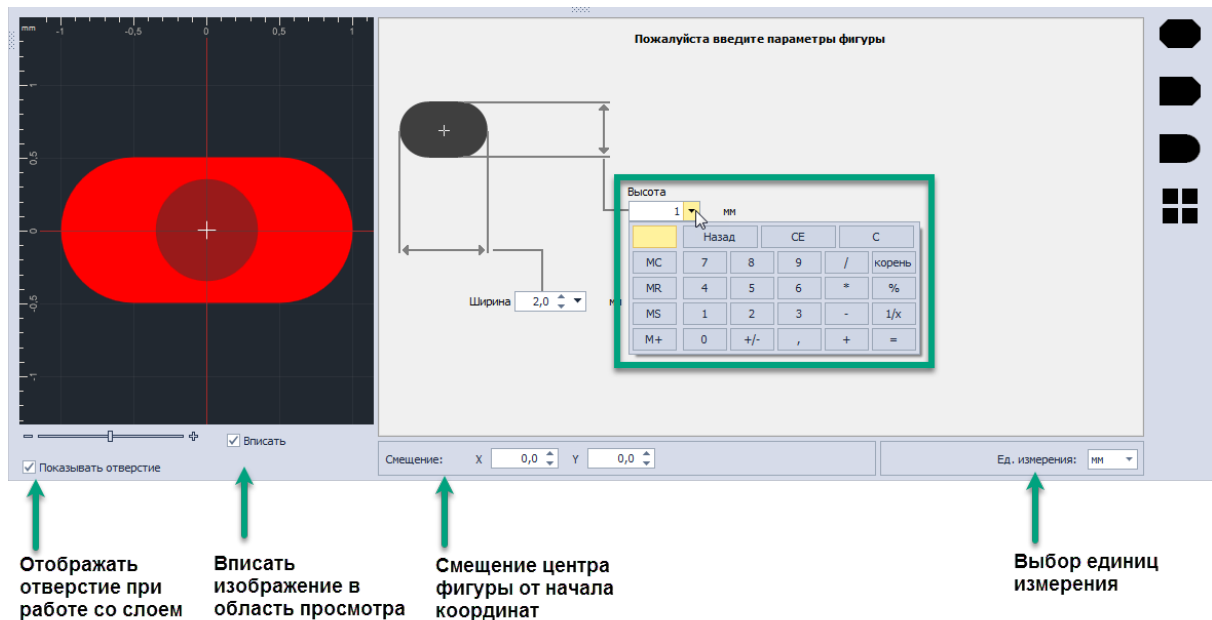 mm -1 -0,5 0 0,5 1
1
0,5
0
-0,5
-1
Пожалуйста введите параметры фигуры
Высота
1 мм
Назад CE C
MC 7 8 9 / корень
MR 4 5 6 * %
MS 1 2 3 - 1/x
M+ 0 +/- , + =
Ширина 2,0
Вписать
Показывать отверстие
Смещение: X 0,0 Y 0,0
Ед. измерения: мм
Отображать
отверстие при
работе со слоем
Вписать
изображение в
область просмотра
Смещение центра
фигуры от начала
координат
Выбор единиц
измерения